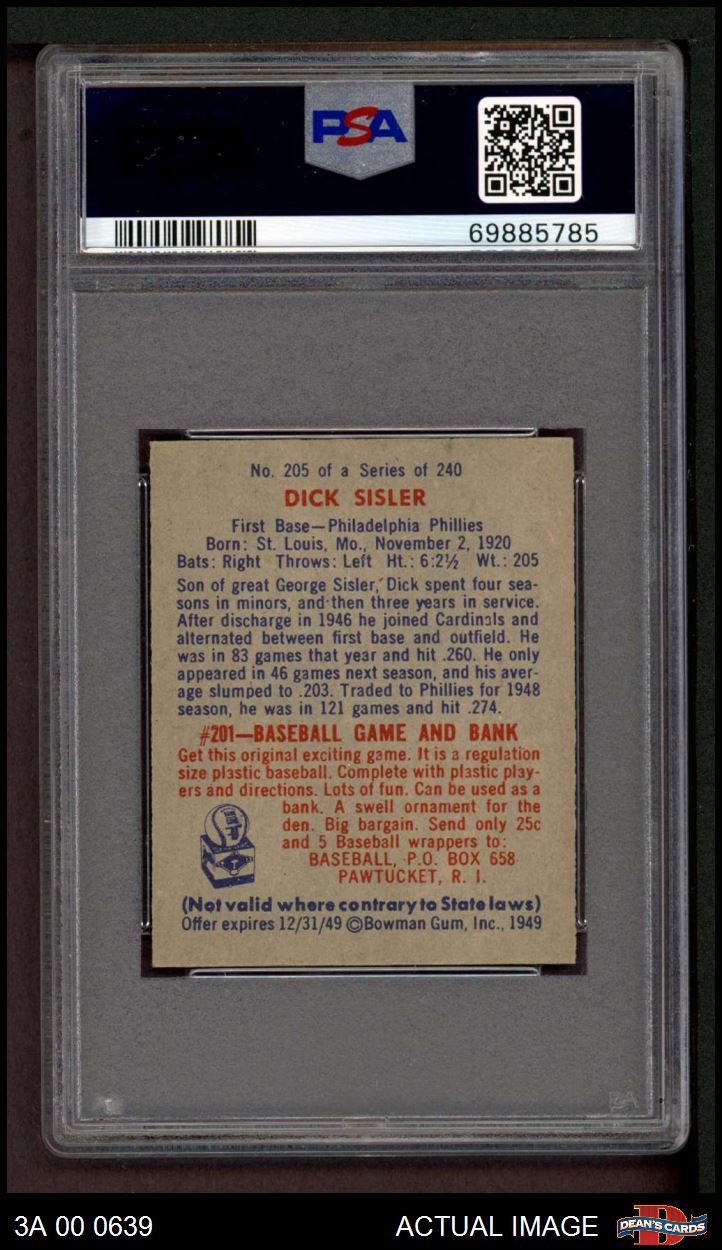 PSA
69885785
No. 205 of a Series of 240
DICK SISLER
First Base—Philadelphia Phillies
Born: St. Louis, Mo., November 2, 1920
Bats: Right Throws: Left Ht.: 6:2½ Wt.: 205
Son of great George Sisler, Dick spent four sea-
sons in minors, and then three years in service.
After discharge in 1946 he joined Cardinals and
alternated between first base and outfield. He
was in 83 games that year and hit .260. He only
appeared in 46 games next season, and his aver-
age slumped to .203. Traded to Phillies for 1948
season, he was in 121 games and hit .274.
#201—BASEBALL GAME AND BANK
Get this original exciting game. It is a regulation
size plastic baseball. Complete with plastic play-
ers and directions. Lots of fun. Can be used as a
bank. A swell ornament for the
den. Big bargain. Send only 25c
and 5 Baseball wrappers to:
BASEBALL, P.O. BOX 658
PAWTUCKET, R. I.
(Not valid where contrary to State laws)
Offer expires 12/31/49 ©Bowman Gum, Inc., 1949
PSA
3A 00 0639
ACTUAL IMAGE
DEAN'S CARDS